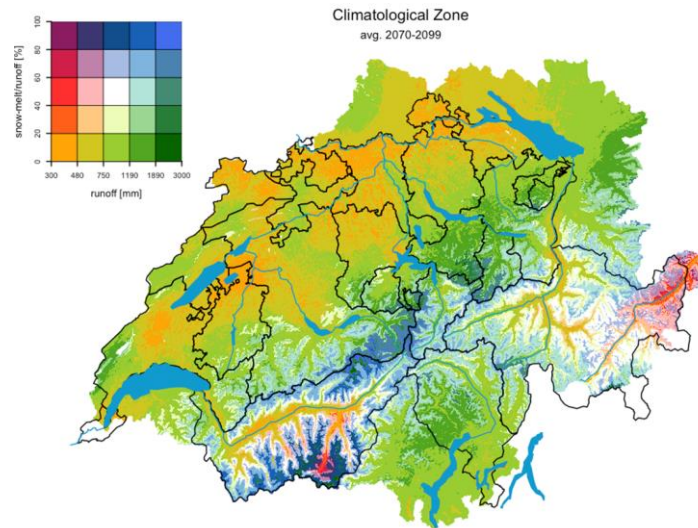 Climatological Zone
avg. 2070-2099
snow-melt/runoff [%]
100
80
60
40
20
0
300 480 750 1190 1890 3000
runoff [mm]